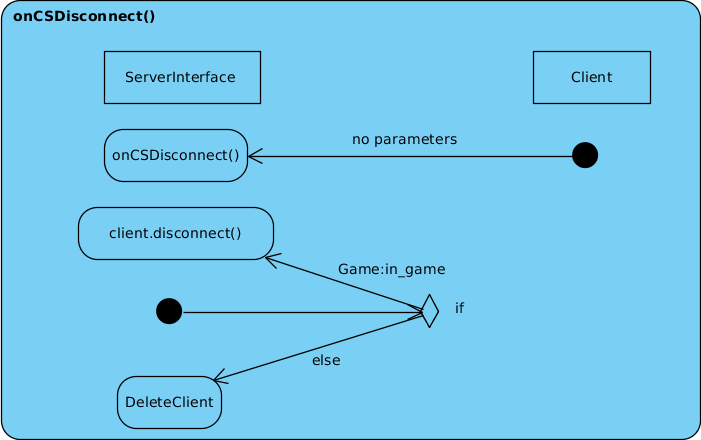 onCSDisconnect()
ServerInterface
Client
no parameters
onCSDisconnect()
client.disconnect()
Game:in_game
if
else
DeleteClient